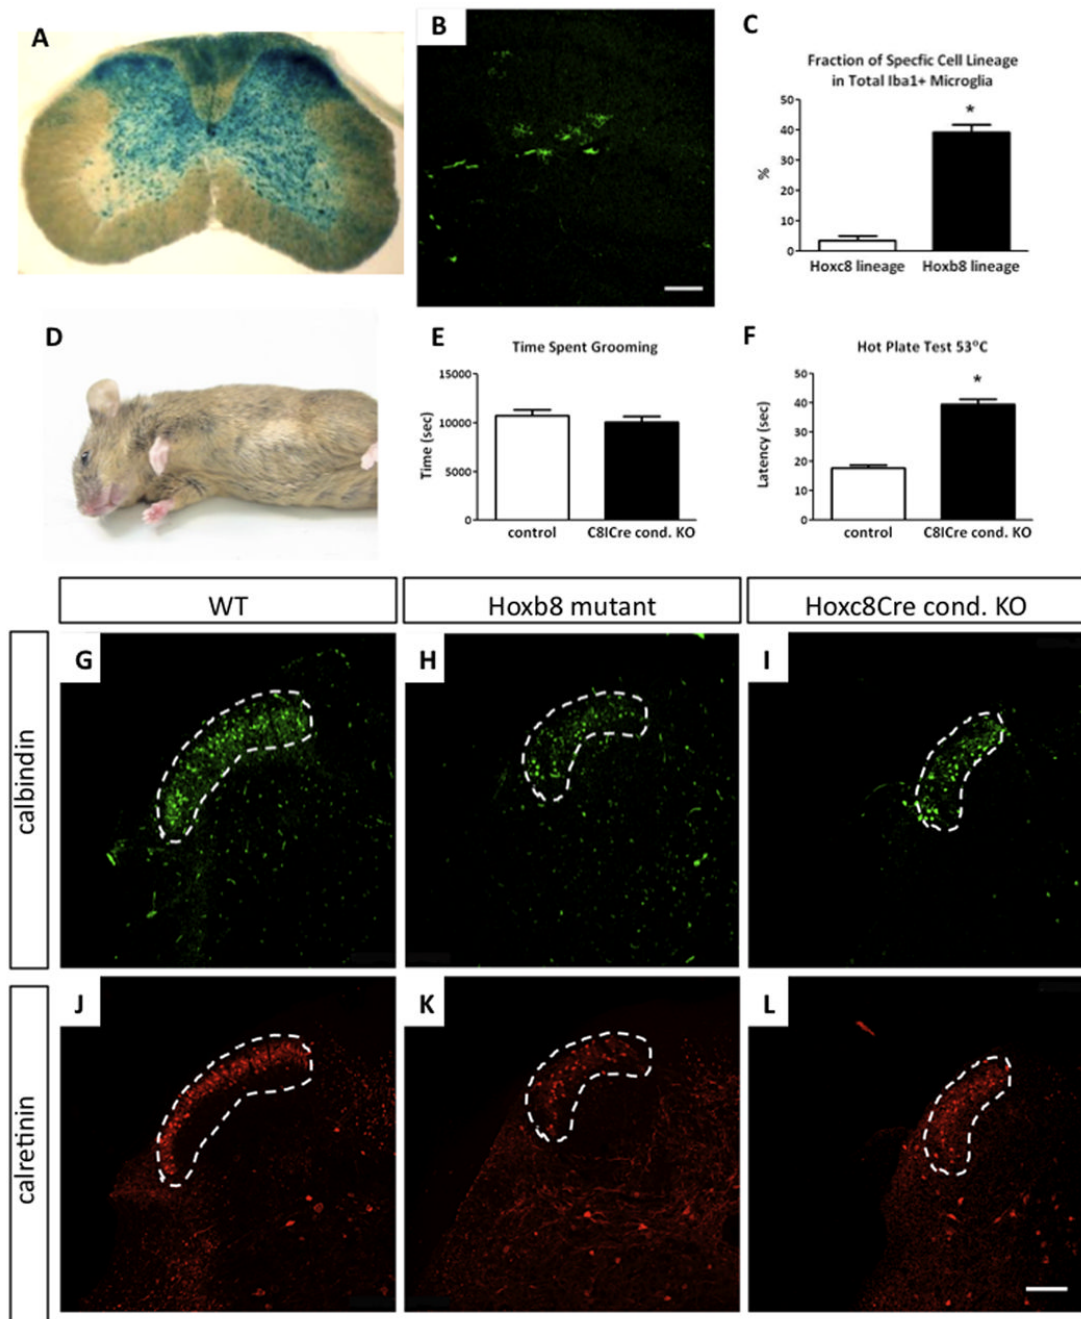 A
B
C
Fraction of Specfic Cell Lineage
in Total Iba1+ Microglia
50
40
30
20
10
0
%
*
Hoxc8 lineage
Hoxb8 lineage
D
E
Time Spent Grooming
15000
10000
5000
0
Time (sec)
control
C8ICre cond. KO
F
Hot Plate Test 53°C
50
40
30
20
10
0
Latency (sec)
*
control
C8ICre cond. KO
WT
Hoxb8 mutant
Hoxc8Cre cond. KO
calbindin
G
H
I
calretinin
J
K
L